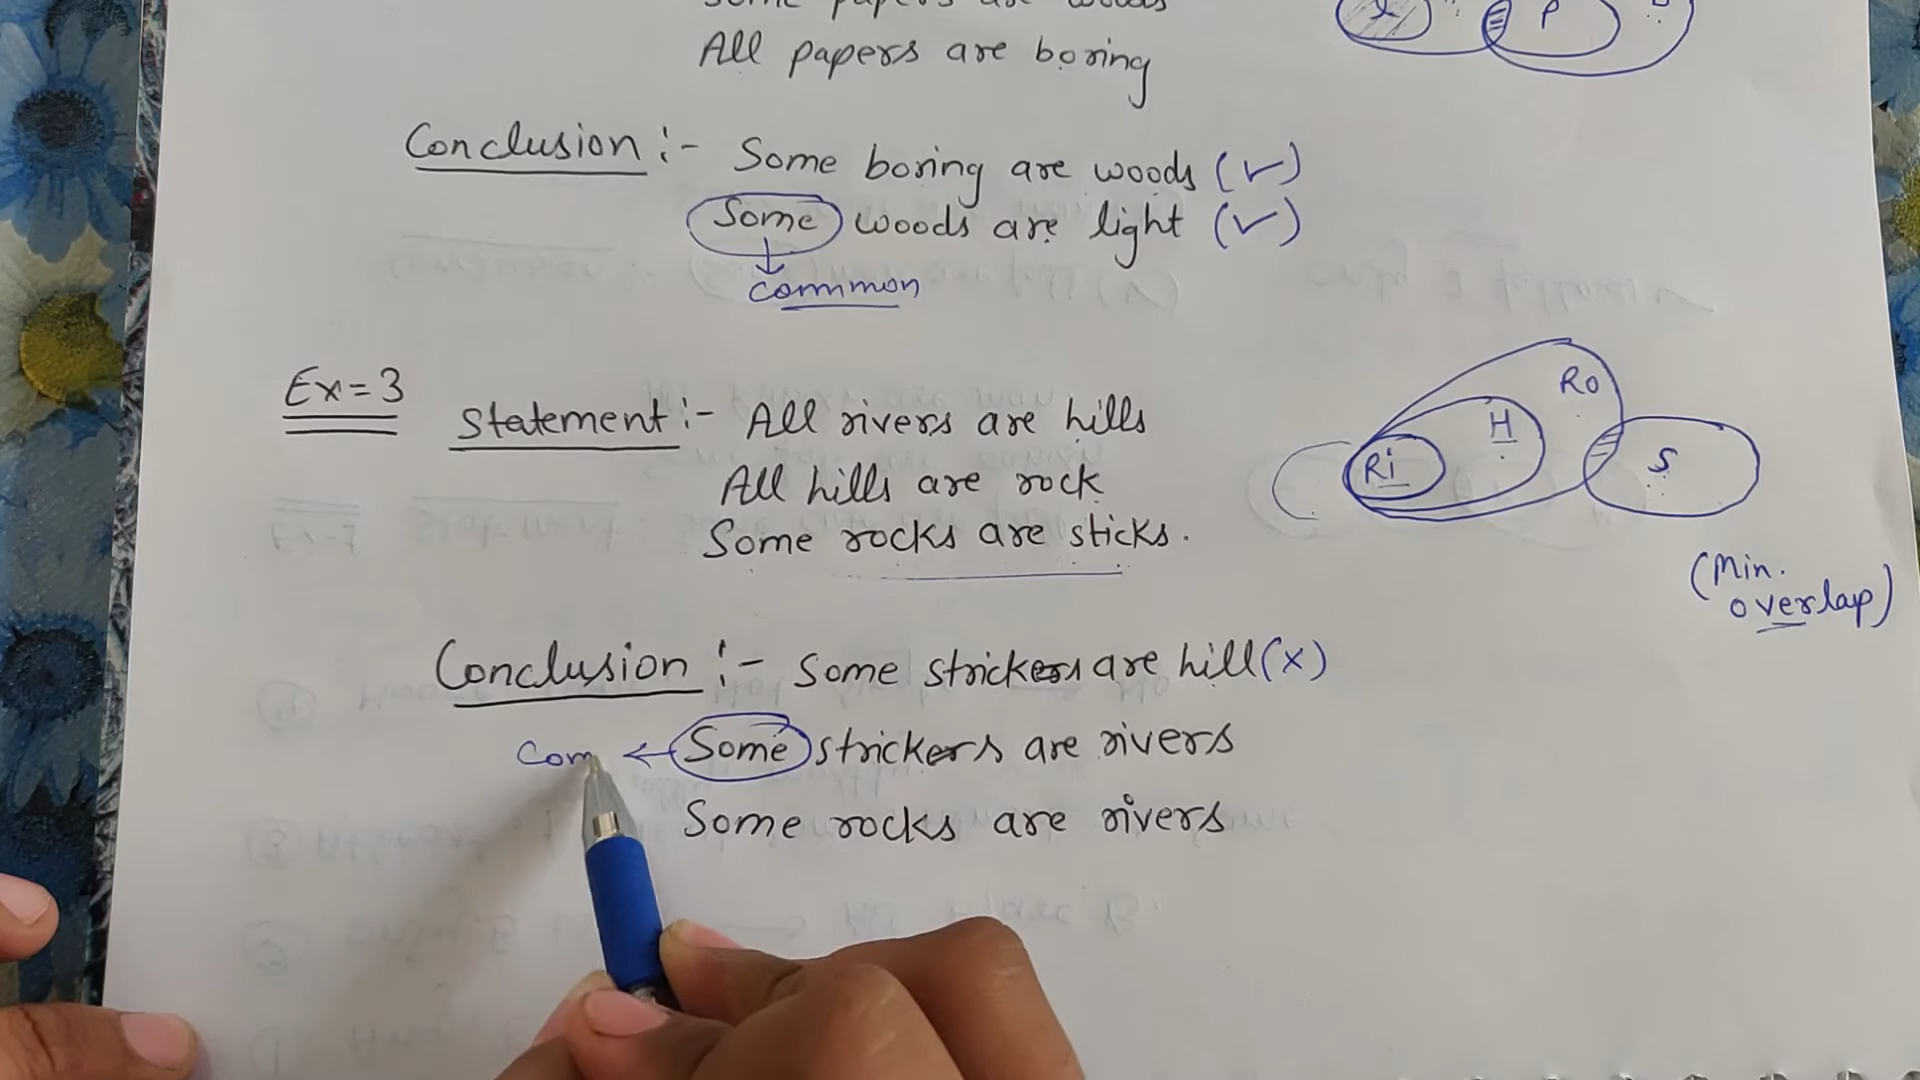 All papers are boring
P
Conclusion :- Some boring are woods (✓)
Some woods are light (✓)
common
Ex=3
Statement :- All rivers are hills
All hills are rock
Some rocks are sticks.
Ro
H
Ri
S
(Min.
overlap)
Conclusion :- Some strickers are hill (x)
Com ← Some strickers are rivers
Some rocks are rivers